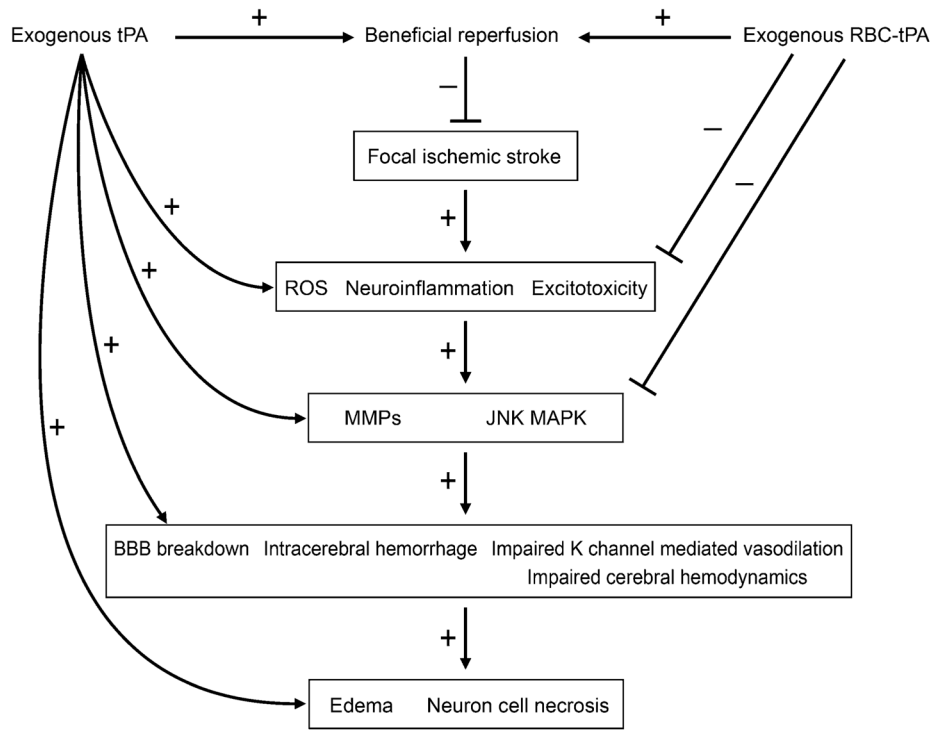 Exogenous tPA + Beneficial reperfusion + Exogenous RBC-tPA
–
–
Focal ischemic stroke
–
+ +
+
ROS Neuroinflammation Excitotoxicity
+ +
MMPs JNK MAPK
+
+
BBB breakdown Intracerebral hemorrhage Impaired K channel mediated vasodilation
Impaired cerebral hemodynamics
+
Edema Neuron cell necrosis